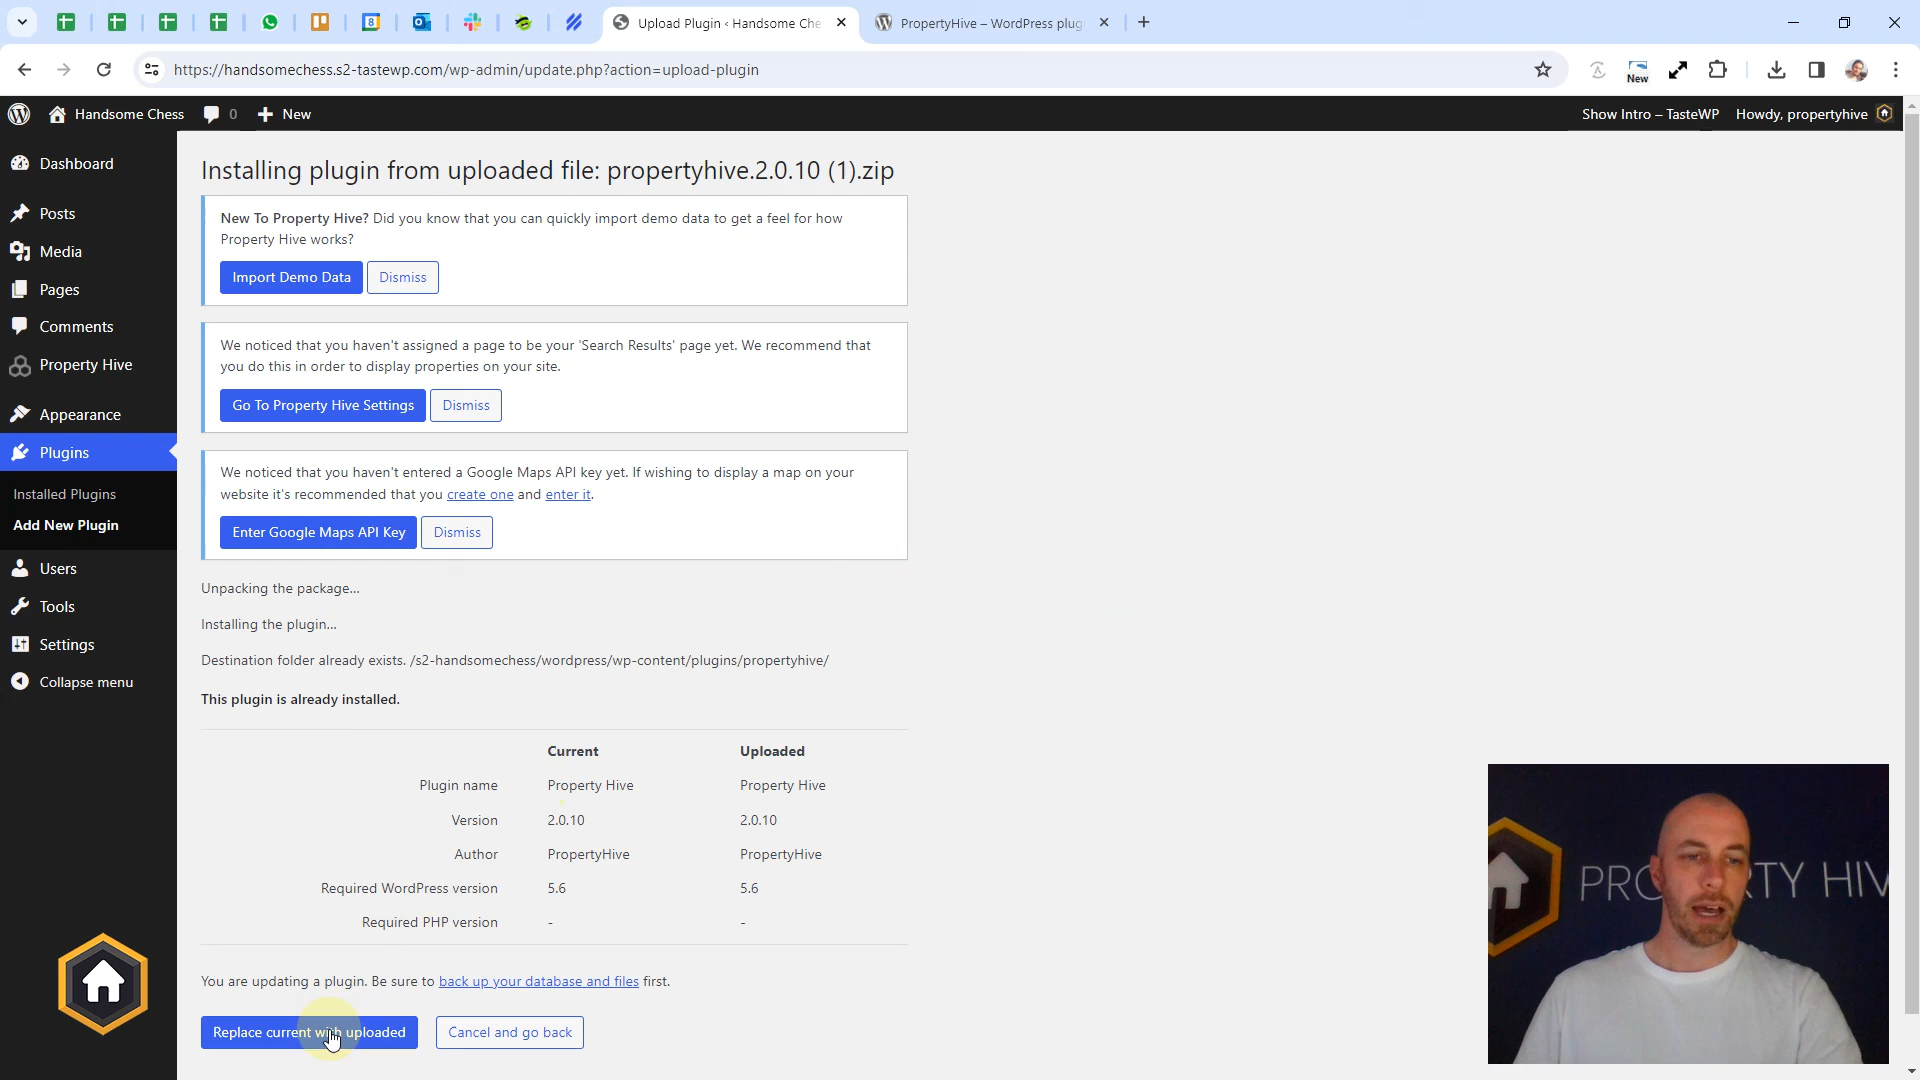 Upload Plugin ‹ Handsome Che
PropertyHive – WordPress plug
https://handsomechess.s2-tastewp.com/wp-admin/update.php?action=upload-plugin
New
Handsome Chess
0
New
Show Intro – TasteWP
Howdy, propertyhive
Dashboard
Posts
Media
Pages
Comments
Property Hive
Appearance
Plugins
Installed Plugins
Add New Plugin
Users
Tools
Settings
Collapse menu
Installing plugin from uploaded file: propertyhive.2.0.10 (1).zip
New To Property Hive? Did you know that you can quickly import demo data to get a feel for how
Property Hive works?
Import Demo Data
Dismiss
We noticed that you haven't assigned a page to be your 'Search Results' page yet. We recommend that
you do this in order to display properties on your site.
Go To Property Hive Settings
Dismiss
We noticed that you haven't entered a Google Maps API key yet. If wishing to display a map on your
website it's recommended that you create one and enter it.
Enter Google Maps API Key
Dismiss
Unpacking the package…
Installing the plugin…
Destination folder already exists. /s2-handsomechess/wordpress/wp-content/plugins/propertyhive/
This plugin is already installed.
Current Uploaded
Plugin name Property Hive Property Hive
Version 2.0.10 2.0.10
Author PropertyHive PropertyHive
Required WordPress version 5.6 5.6
Required PHP version - -
You are updating a plugin. Be sure to back up your database and files first.
Replace current with uploaded
Cancel and go back